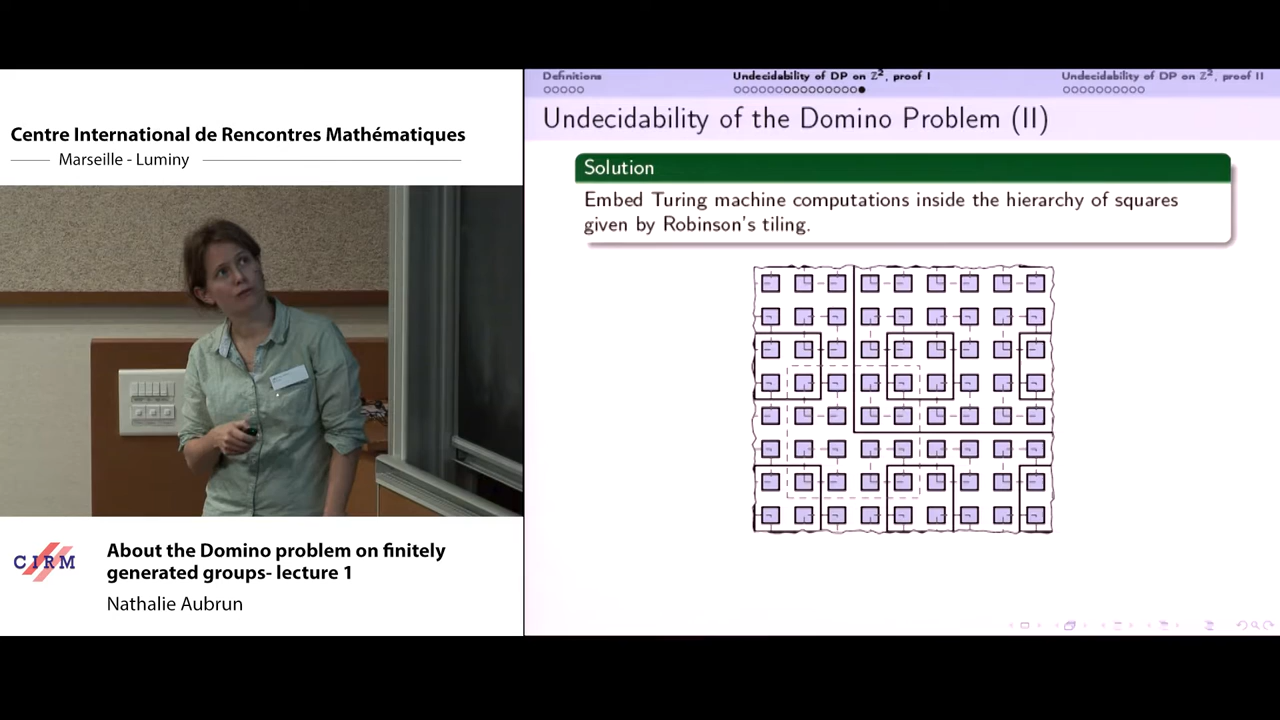 Centre International de Rencontres Mathématiques
Marseille - Luminy
CIRM
About the Domino problem on finitely
generated groups- lecture 1
Nathalie Aubrun
Definitions
Undecidability of DP on ℤ², proof I
Undecidability of DP on ℤ², proof II
Undecidability of the Domino Problem (II)
Solution
Embed Turing machine computations inside the hierarchy of squares
given by Robinson's tiling.